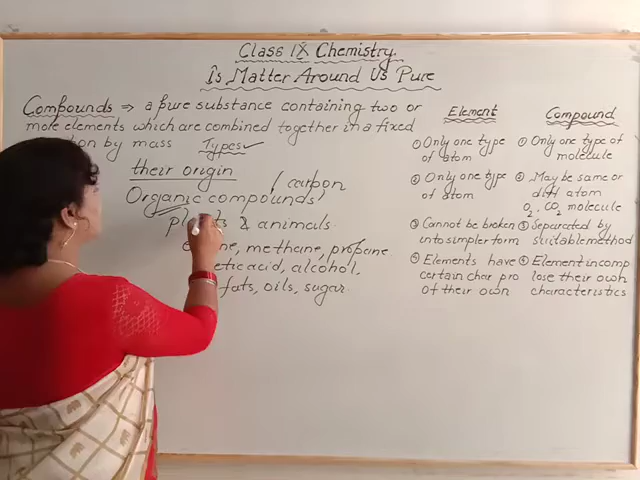 Class IX Chemistry.
Is Matter Around Us Pure
Compounds → a pure substance containing two or
more elements which are combined together in a fixed
by mass Types
their origin
Organic compounds (carbon
Plants & animals.
methane, propane
acid, alcohol.
fats, oils, sugar.
Element
① Only one type
of atom
② Only one type
of atom
③ Cannot be broken
into simpler form
⑤ Elements have
certain char pro
of their own
Compound
① Only one type of
molecule
② May be same or
diff atom
O2, CO2 molecule
③ Separated by
suitable method
④ Element in comp
lose their own
characteristics